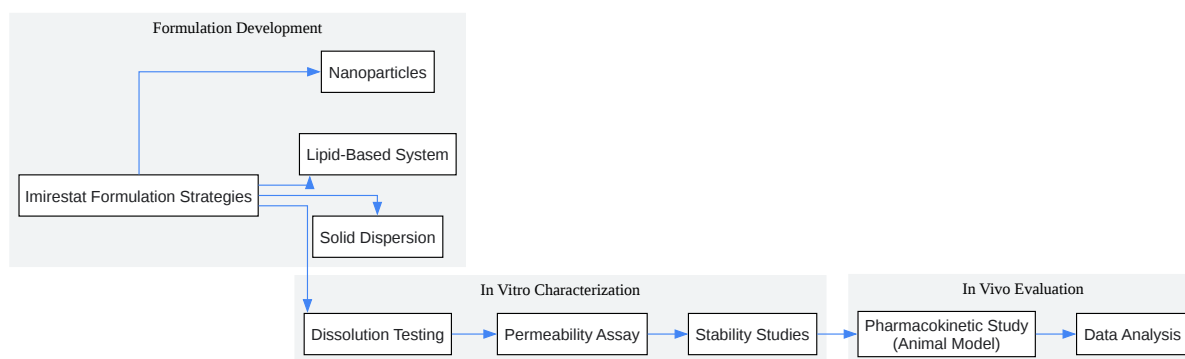 Formulation Development
Nanoparticles
Lipid-Based System
Imirestat Formulation Strategies
Solid Dispersion
In Vitro Characterization
In Vivo Evaluation
Dissolution Testing
Permeability Assay
Stability Studies
Pharmacokinetic Study
(Animal Model)
Data Analysis